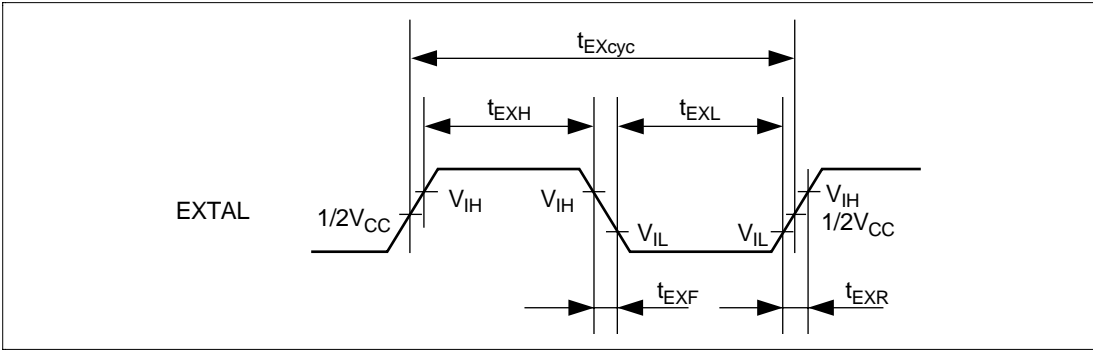 tEXcyc
tEXH
tEXL
EXTAL
1/2VCC
VIH
VIH
VIL
VIL
VIH
1/2VCC
tEXF
tEXR